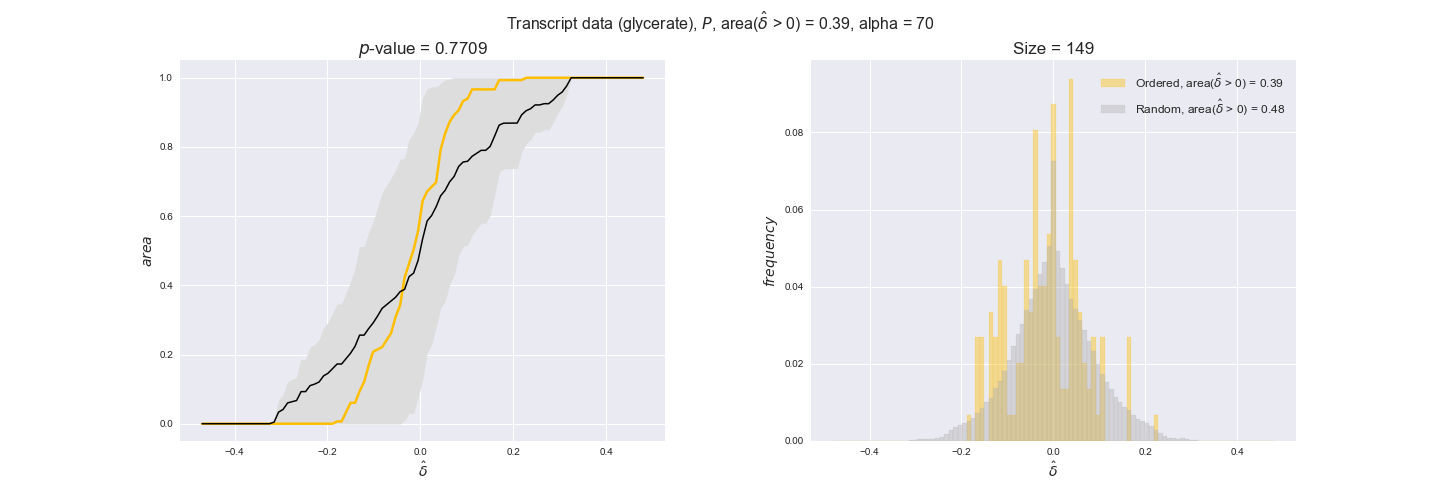 Transcript data (glycerate), P, area(δ̂ > 0) = 0.39, alpha = 70
p-value = 0.7709
1.0
0.8
0.6
0.4
0.2
0.0
area
−0.4 −0.2 0.0 0.2 0.4
δ̂
Size = 149
Ordered, area(δ̂ > 0) = 0.39
Random, area(δ̂ > 0) = 0.48
0.08
0.06
0.04
0.02
0.00
frequency
−0.4 −0.2 0.0 0.2 0.4
δ̂